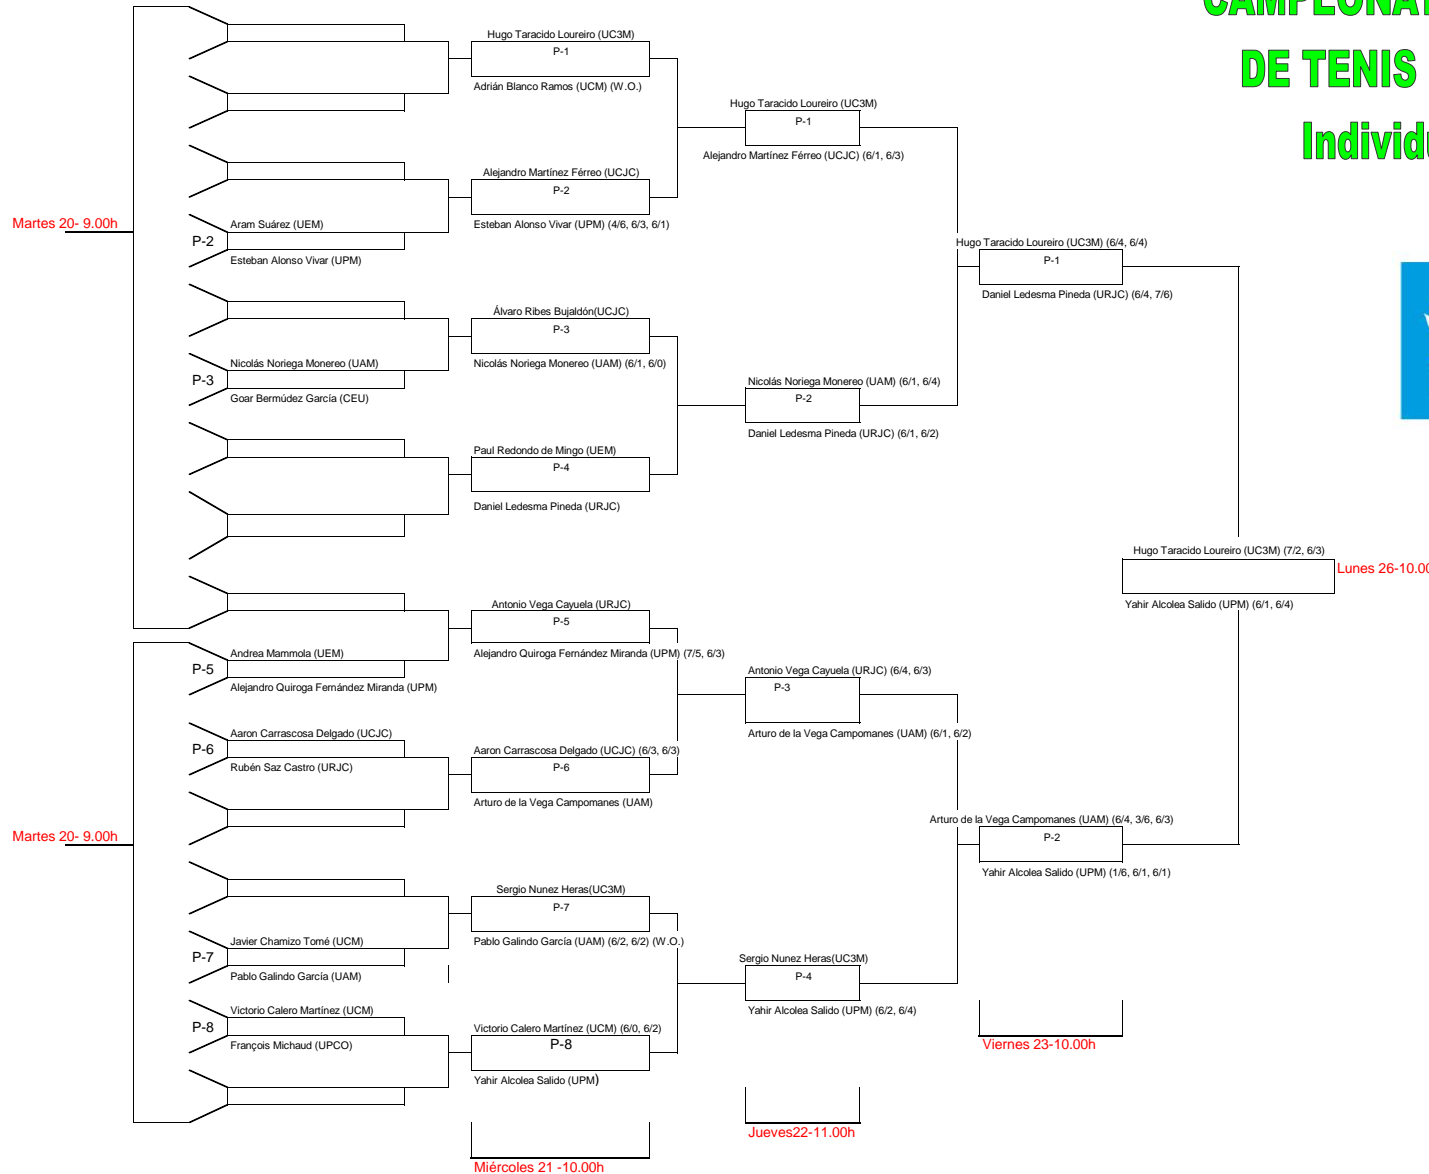 CAMPEONAT
DE TENIS
Individu
Martes 20- 9.00h
P-2
Aram Suárez (UEM)
Esteban Alonso Vivar (UPM)
P-3
Nicolás Noriega Monereo (UAM)
Goar Bermúdez García (CEU)
P-5
Andrea Mammola (UEM)
Alejandro Quiroga Fernández Miranda (UPM)
P-6
Aaron Carrascosa Delgado (UCJC)
Rubén Saz Castro (URJC)
Martes 20- 9.00h
P-7
Javier Chamizo Tomé (UCM)
Pablo Galindo García (UAM)
P-8
Victorio Calero Martínez (UCM)
François Michaud (UPCO)
Hugo Taracido Loureiro (UC3M)
P-1
Adrián Blanco Ramos (UCM) (W.O.)
Alejandro Martínez Férreo (UCJC)
P-2
Esteban Alonso Vivar (UPM) (4/6, 6/3, 6/1)
Álvaro Ribes Bujaldón(UCJC)
P-3
Nicolás Noriega Monereo (UAM) (6/1, 6/0)
Paul Redondo de Mingo (UEM)
P-4
Daniel Ledesma Pineda (URJC)
Antonio Vega Cayuela (URJC)
P-5
Alejandro Quiroga Fernández Miranda (UPM) (7/5, 6/3)
Aaron Carrascosa Delgado (UCJC) (6/3, 6/3)
P-6
Arturo de la Vega Campomanes (UAM)
Sergio Nunez Heras(UC3M)
P-7
Pablo Galindo García (UAM) (6/2, 6/2) (W.O.)
Victorio Calero Martínez (UCM) (6/0, 6/2)
P-8
Yahir Alcolea Salido (UPM)
Miércoles 21 -10.00h
Hugo Taracido Loureiro (UC3M)
P-1
Alejandro Martínez Férreo (UCJC) (6/1, 6/3)
Nicolás Noriega Monereo (UAM) (6/1, 6/4)
P-2
Daniel Ledesma Pineda (URJC) (6/1, 6/2)
Antonio Vega Cayuela (URJC) (6/4, 6/3)
P-3
Arturo de la Vega Campomanes (UAM) (6/1, 6/2)
Sergio Nunez Heras(UC3M)
P-4
Yahir Alcolea Salido (UPM) (6/2, 6/4)
Jueves22-11.00h
Hugo Taracido Loureiro (UC3M) (6/4, 6/4)
P-1
Daniel Ledesma Pineda (URJC) (6/4, 7/6)
Arturo de la Vega Campomanes (UAM) (6/4, 3/6, 6/3)
P-2
Yahir Alcolea Salido (UPM) (1/6, 6/1, 6/1)
Viernes 23-10.00h
Hugo Taracido Loureiro (UC3M) (7/2, 6/3)
Lunes 26-10.00
Yahir Alcolea Salido (UPM) (6/1, 6/4)